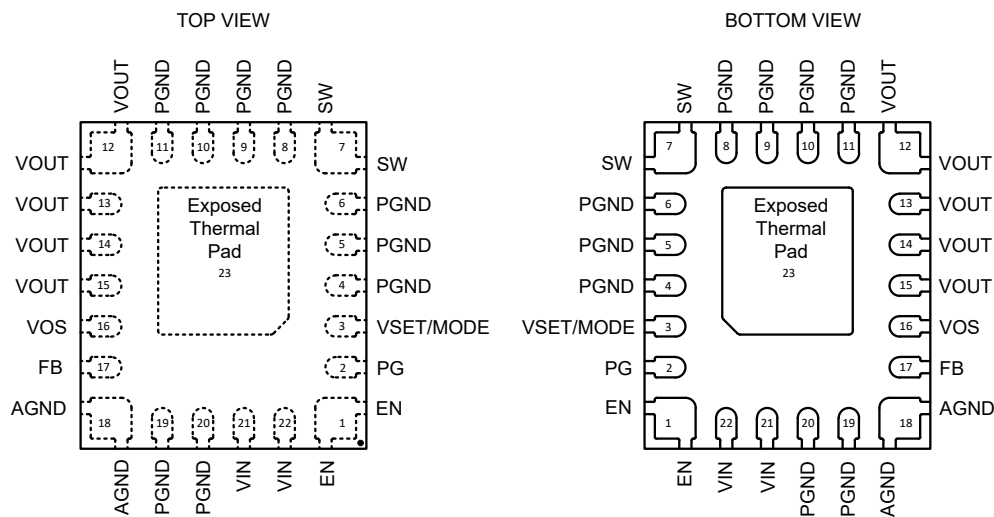 TOP VIEW
VOUT
PGND
PGND
PGND
PGND
SW
12
11
10
9
8
7
VOUT
SW
VOUT
13
6
PGND
VOUT
14
5
PGND
VOUT
15
4
PGND
VOS
16
3
VSET/MODE
FB
17
2
PG
AGND
18
19
20
21
22
1
EN
Exposed
Thermal
Pad
23
AGND
PGND
PGND
VIN
VIN
EN
BOTTOM VIEW
SW
PGND
PGND
PGND
PGND
VOUT
7
8
9
10
11
12
SW
VOUT
PGND
6
13
VOUT
PGND
5
14
VOUT
PGND
4
15
VOUT
VSET/MODE
3
16
VOS
PG
2
17
FB
EN
1
22
21
20
19
18
AGND
Exposed
Thermal
Pad
23
EN
VIN
VIN
PGND
PGND
AGND